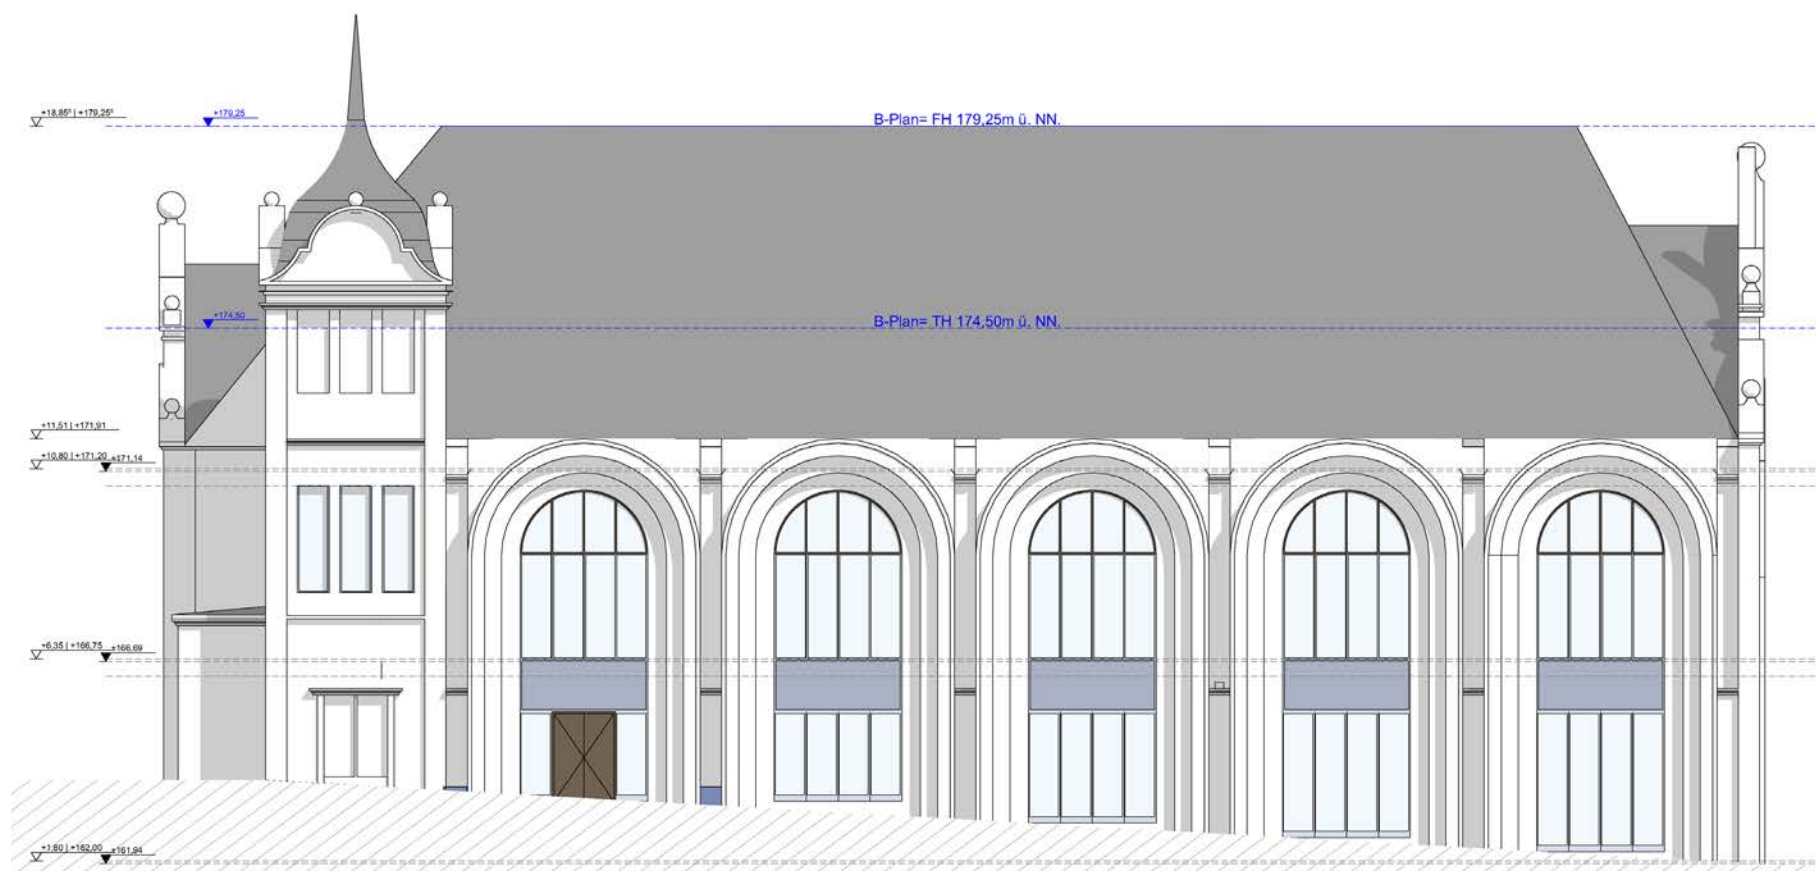 +18,85⁵ | +179,25⁵
+179,25
B-Plan= FH 179,25m ü. NN.
+174,50
B-Plan= TH 174,50m ü. NN.
+11,51 | +171,91
+10,80 | +171,20
±171,14
+6,35 | +166,75
±166,69
+1,60 | +162,00
±161,94